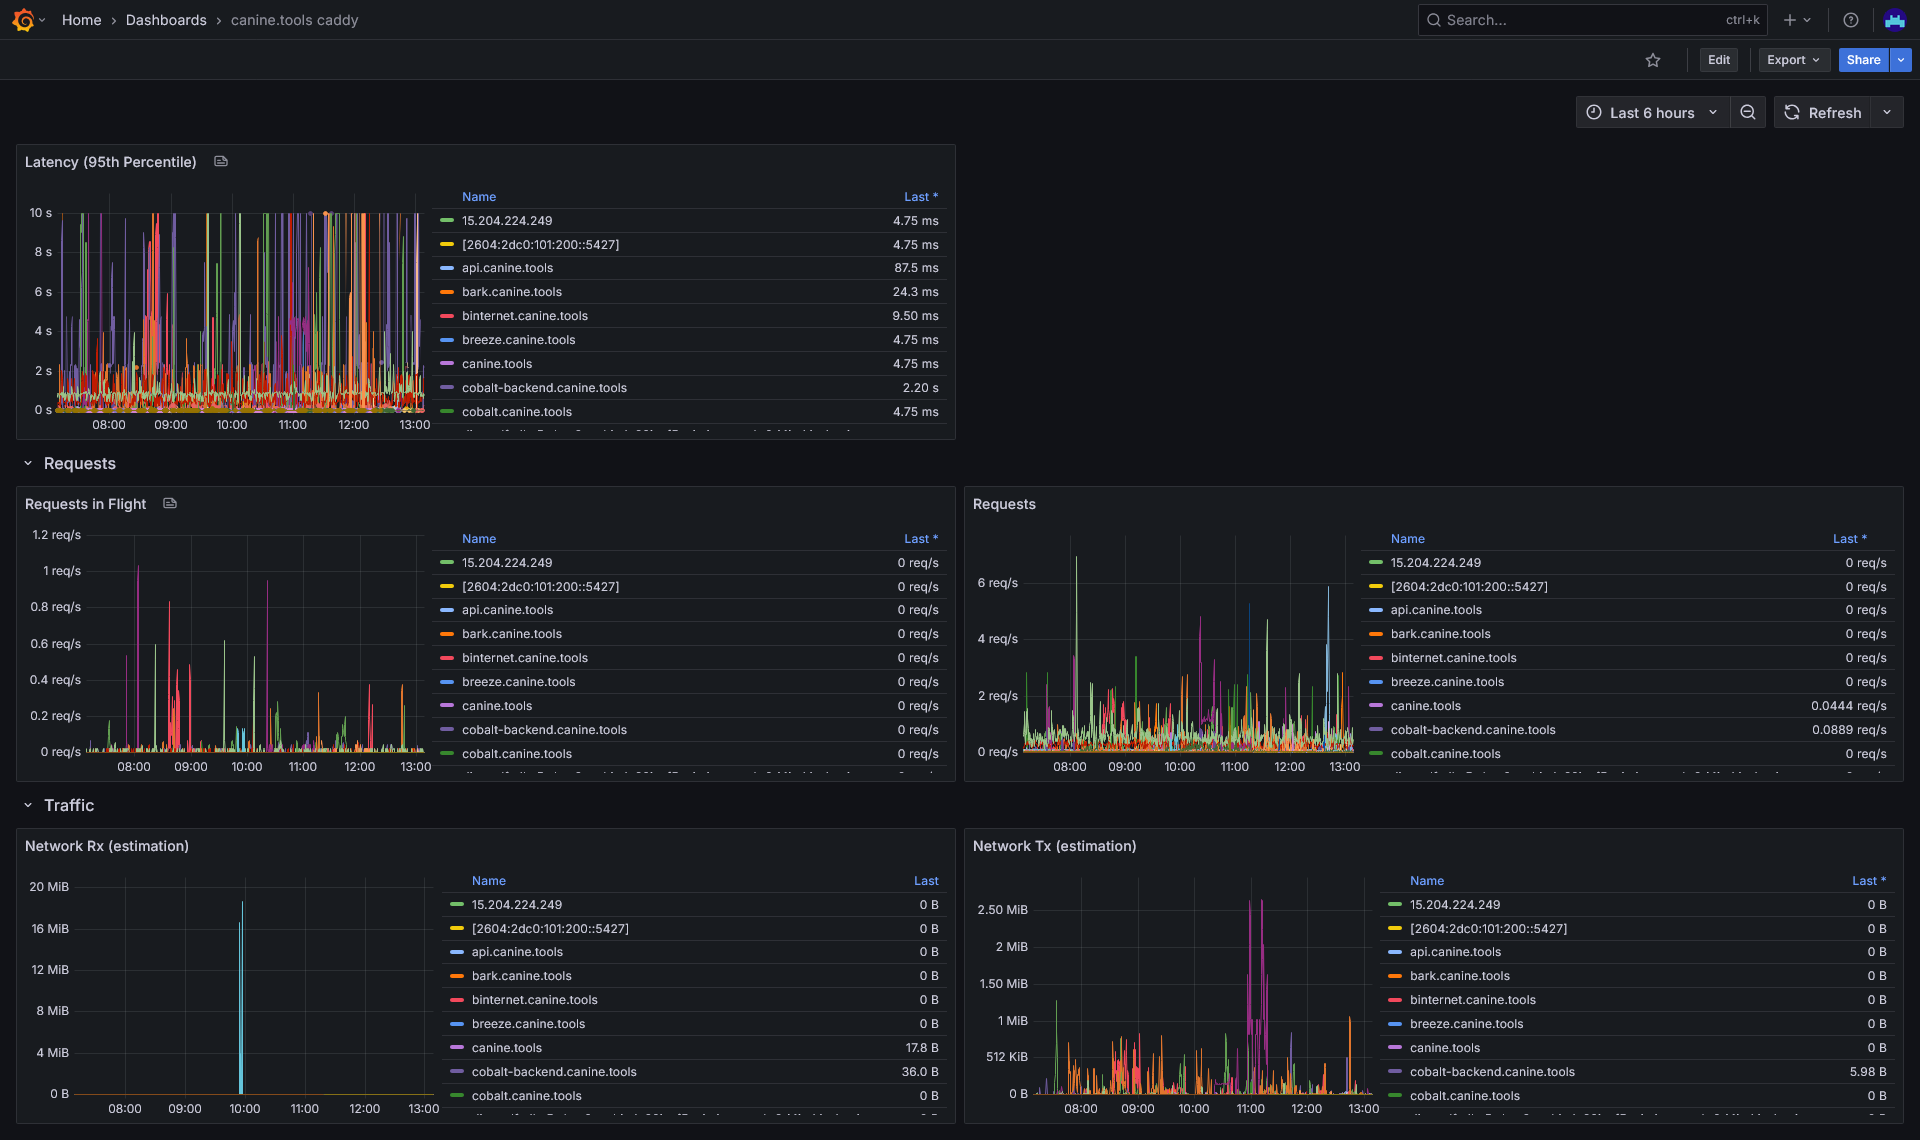 Home › Dashboards › canine.tools caddy
Search... ctrl+k
Edit Export Share
Last 6 hours Refresh
Latency (95th Percentile)
Name Last *
15.204.224.249 4.75 ms
[2604:2dc0:101:200::5427] 4.75 ms
api.canine.tools 87.5 ms
bark.canine.tools 24.3 ms
binternet.canine.tools 9.50 ms
breeze.canine.tools 4.75 ms
canine.tools 4.75 ms
cobalt-backend.canine.tools 2.20 s
cobalt.canine.tools 4.75 ms
10 s
8 s
6 s
4 s
2 s
0 s
08:00 09:00 10:00 11:00 12:00 13:00
Requests
Requests in Flight
1.2 req/s
1 req/s
0.8 req/s
0.6 req/s
0.4 req/s
0.2 req/s
0 req/s
08:00 09:00 10:00 11:00 12:00 13:00
Name Last *
15.204.224.249 0 req/s
[2604:2dc0:101:200::5427] 0 req/s
api.canine.tools 0 req/s
bark.canine.tools 0 req/s
binternet.canine.tools 0 req/s
breeze.canine.tools 0 req/s
canine.tools 0 req/s
cobalt-backend.canine.tools 0 req/s
cobalt.canine.tools 0 req/s
Requests
6 req/s
4 req/s
2 req/s
0 req/s
08:00 09:00 10:00 11:00 12:00 13:00
Name Last *
15.204.224.249 0 req/s
[2604:2dc0:101:200::5427] 0 req/s
api.canine.tools 0 req/s
bark.canine.tools 0 req/s
binternet.canine.tools 0 req/s
breeze.canine.tools 0 req/s
canine.tools 0.0444 req/s
cobalt-backend.canine.tools 0.0889 req/s
cobalt.canine.tools 0 req/s
Traffic
Network Rx (estimation)
20 MiB
16 MiB
12 MiB
8 MiB
4 MiB
0 B
08:00 09:00 10:00 11:00 12:00 13:00
Name Last
15.204.224.249 0 B
[2604:2dc0:101:200::5427] 0 B
api.canine.tools 0 B
bark.canine.tools 0 B
binternet.canine.tools 0 B
breeze.canine.tools 0 B
canine.tools 17.8 B
cobalt-backend.canine.tools 36.0 B
cobalt.canine.tools 0 B
Network Tx (estimation)
2.50 MiB
2 MiB
1.50 MiB
1 MiB
512 KiB
0 B
08:00 09:00 10:00 11:00 12:00 13:00
Name Last *
15.204.224.249 0 B
[2604:2dc0:101:200::5427] 0 B
api.canine.tools 0 B
bark.canine.tools 0 B
binternet.canine.tools 0 B
breeze.canine.tools 0 B
canine.tools 0 B
cobalt-backend.canine.tools 5.98 B
cobalt.canine.tools 0 B